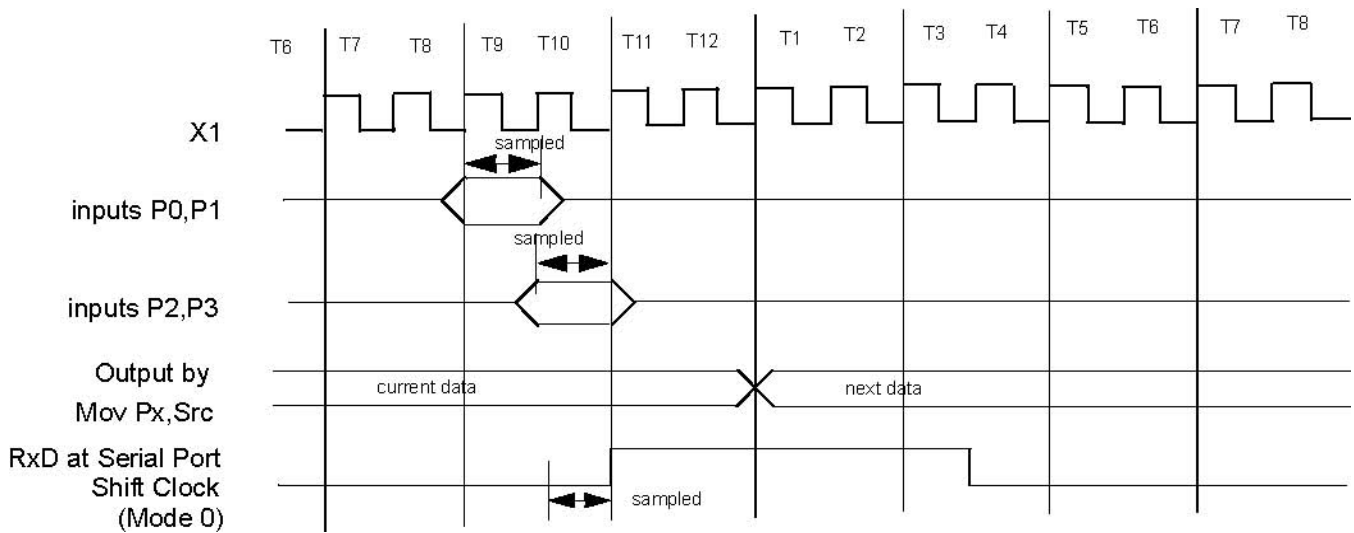 T6 T7 T8 T9 T10 T11 T12 T1 T2 T3 T4 T5 T6 T7 T8
X1
sampled
inputs P0,P1
sampled
inputs P2,P3
Output by
current data next data
Mov Px,Src
RxD at Serial Port
Shift Clock
sampled
(Mode 0)